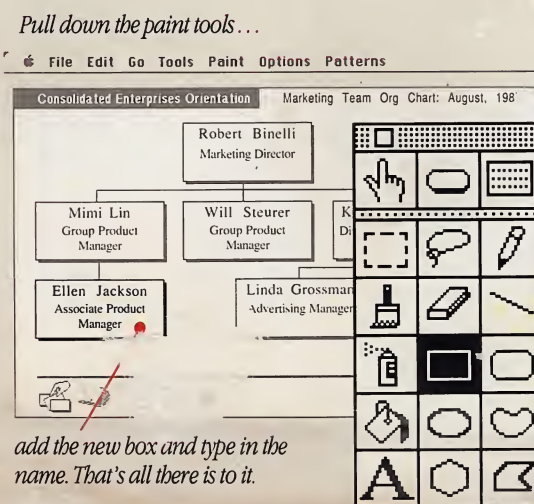 Pull down the paint tools...
File Edit Go Tools Paint Options Patterns
Consolidated Enterprises Orientation
Marketing Team Org Chart: August, 198
Robert Binelli
Marketing Director
Mimi Lin
Group Product
Manager
Will Steurer
Group Product
Manager
K
Di
Ellen Jackson
Associate Product
Manager
Linda Grossman
Advertising Manager
A
add the new box and type in the
name. That's all there is to it.